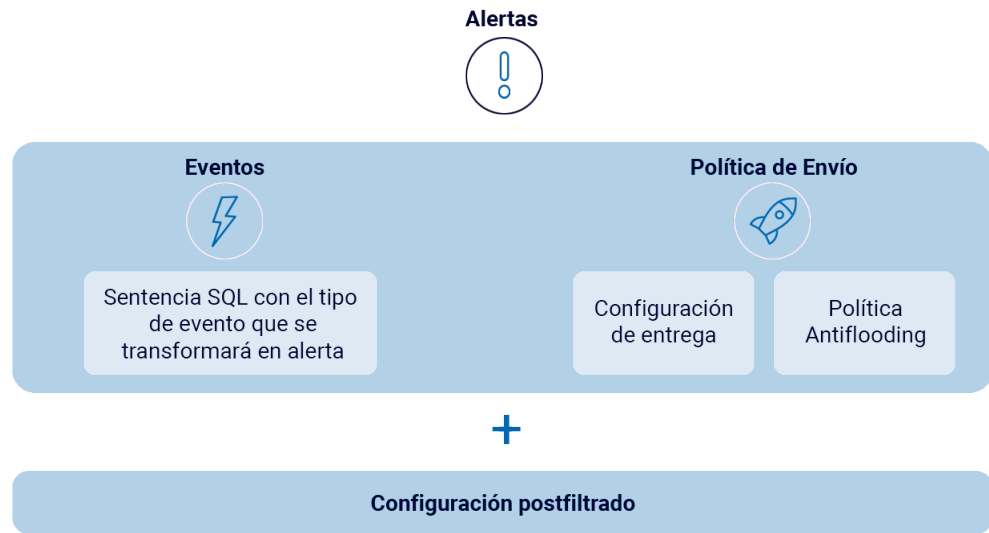 Alertas
Eventos
Política de Envío
Sentencia SQL con el tipo
de evento que se
transformará en alerta
Configuración
de entrega
Política
Antiflooding
Configuración postfiltrado